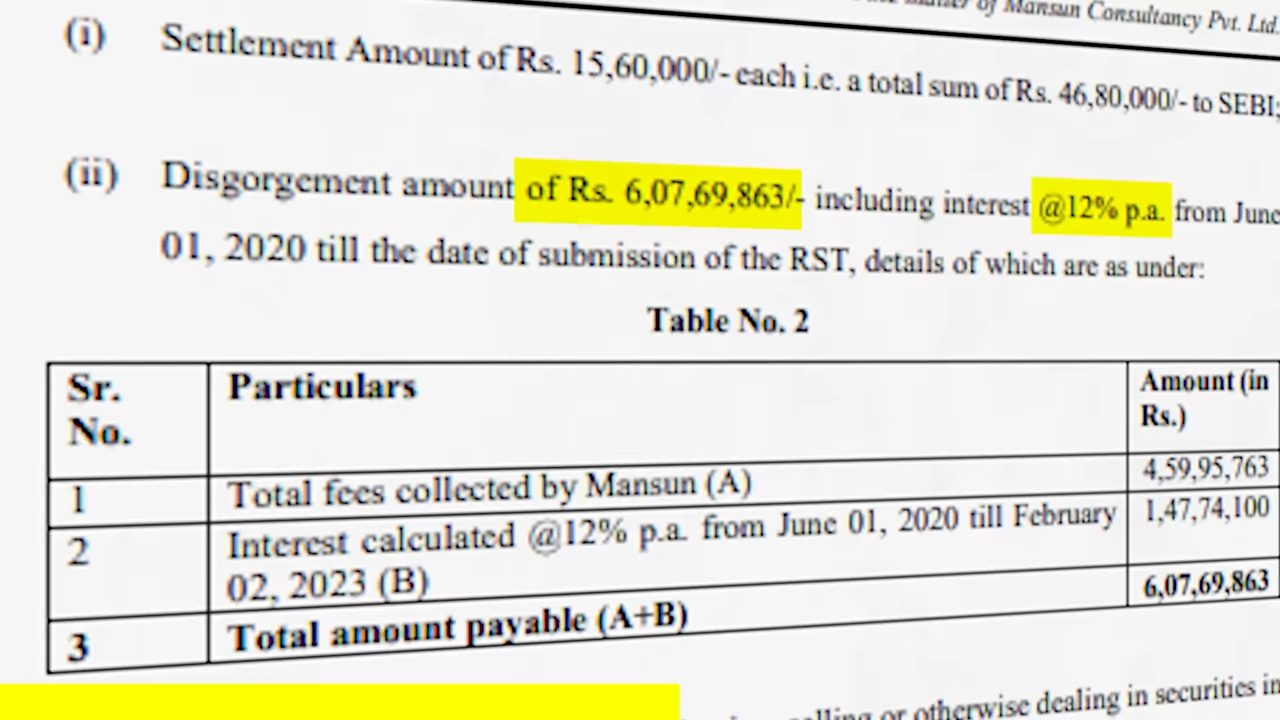 matter of Mansun Consultancy Pvt. Ltd.
(i) Settlement Amount of Rs. 15,60,000/- each i.e. a total sum of Rs. 46,80,000/- to SEBI;
(ii) Disgorgement amount of Rs. 6,07,69,863/- including interest @12% p.a. from June
01, 2020 till the date of submission of the RST, details of which are as under:
Table No. 2
Sr. No. Particulars Amount (in Rs.)
1 Total fees collected by Mansun (A) 4,59,95,763
2 Interest calculated @12% p.a. from June 01, 2020 till February 1,47,74,100
02, 2023 (B)
3 Total amount payable (A+B) 6,07,69,863
selling or otherwise dealing in securities in